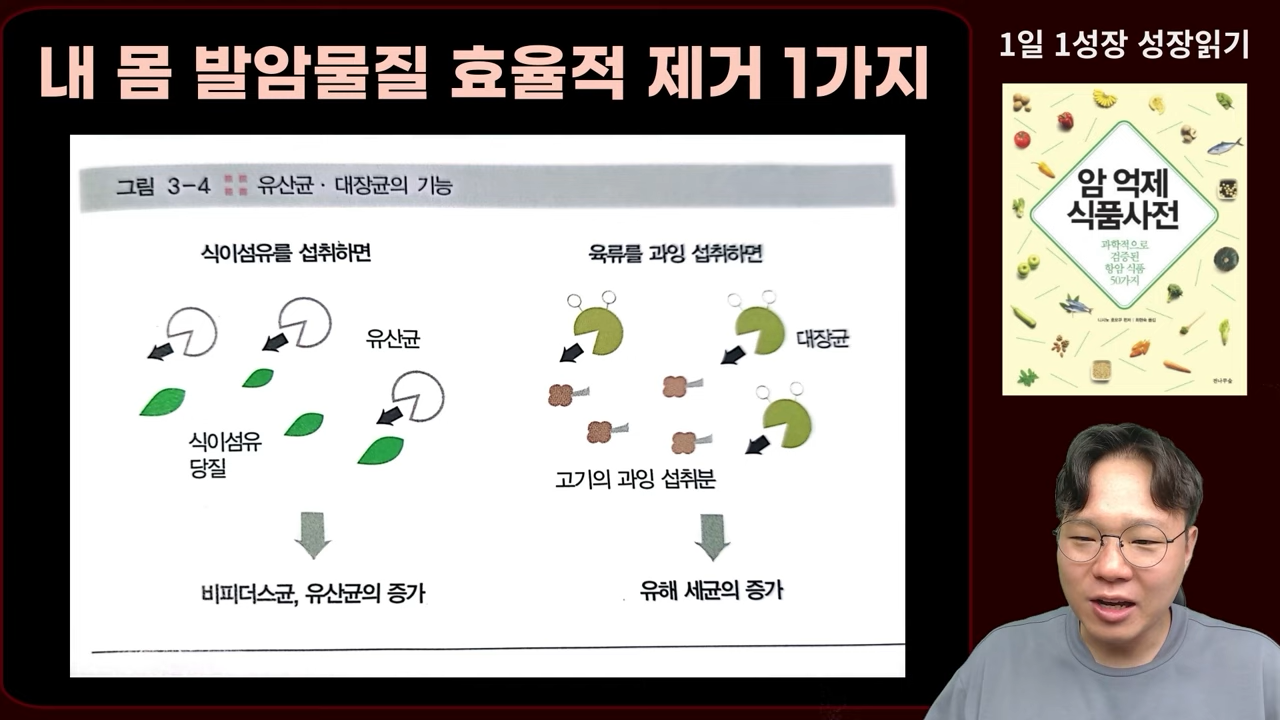 내 몸 발암물질 효율적 제거 1가지
1일 1성장 성장읽기
그림 3-4 유산균·대장균의 기능
식이섬유를 섭취하면
유산균
식이섬유
당질
비피더스균, 유산균의 증가
육류를 과잉 섭취하면
대장균
고기의 과잉 섭취분
유해 세균의 증가
암 억제
식품사전
과학적으로
검증된
항암 식품
50가지
전나무숲